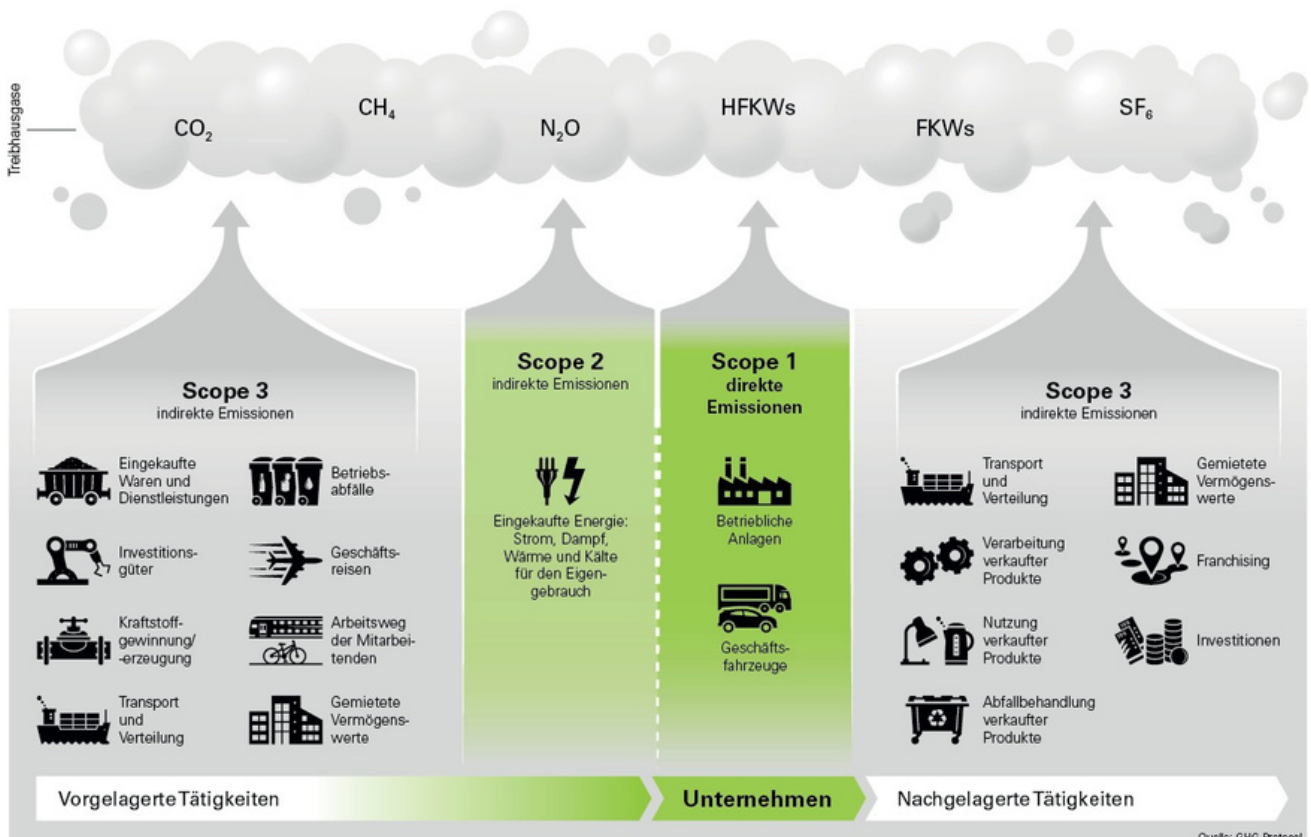 Treibhausgase
CO₂
CH₄
N₂O
HFKWs
FKWs
SF₆
Scope 3
indirekte Emissionen
Eingekaufte
Waren und
Dienstleistungen
Investitions-
güter
Kraftstoff-
gewinnung/
-erzeugung
Transport
und
Verteilung
Betriebs-
abfälle
Geschäfts-
reisen
Arbeitsweg
der Mitarbei-
tenden
Gemietete
Vermögens-
werte
Scope 2
indirekte Emissionen
Eingekaufte Energie:
Strom, Dampf,
Wärme und Kälte
für den Eigen-
gebrauch
Scope 1
direkte
Emissionen
Betriebliche
Anlagen
Geschäfts-
fahrzeuge
Scope 3
indirekte Emissionen
Transport
und
Verteilung
Verarbeitung
verkaufter
Produkte
Nutzung
verkaufter
Produkte
Abfallbehandlung
verkaufter
Produkte
Gemietete
Vermögens-
werte
Franchising
Investitionen
Vorgelagerte Tätigkeiten
Unternehmen
Nachgelagerte Tätigkeiten
Quelle: GHG Protocol